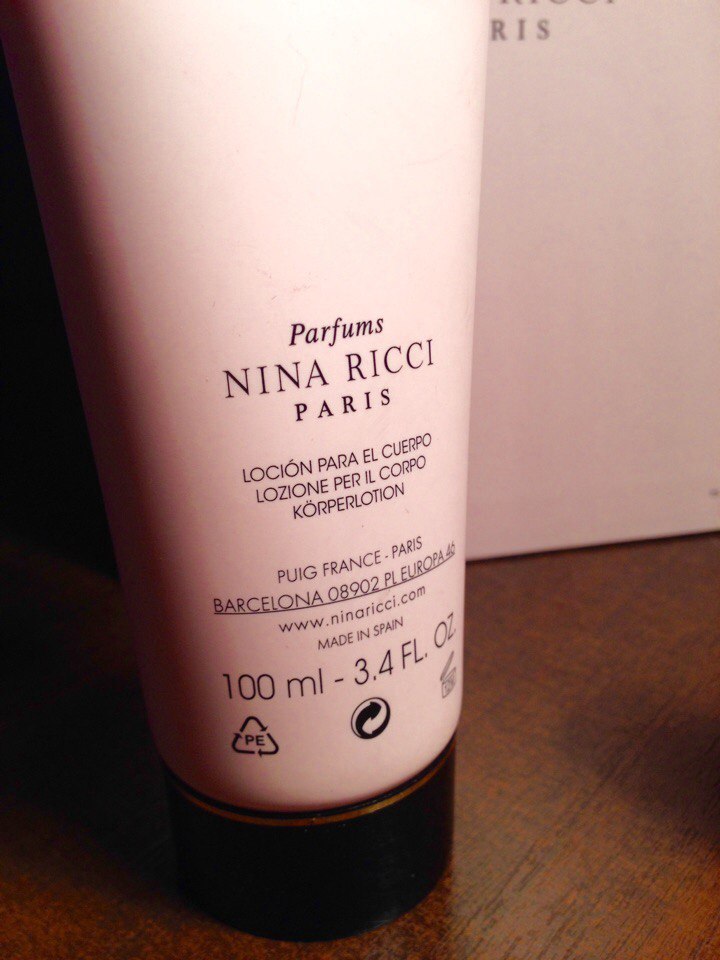 PARIS
Parfums
NINA RICCI
PARIS
LOCIÓN PARA EL CUERPO
LOZIONE PER IL CORPO
KÖRPERLOTION
PUIG FRANCE - PARIS
BARCELONA 08902 PL EUROPA 46
www.ninaricci.com
MADE IN SPAIN
100 ml - 3.4 FL. OZ.
PE